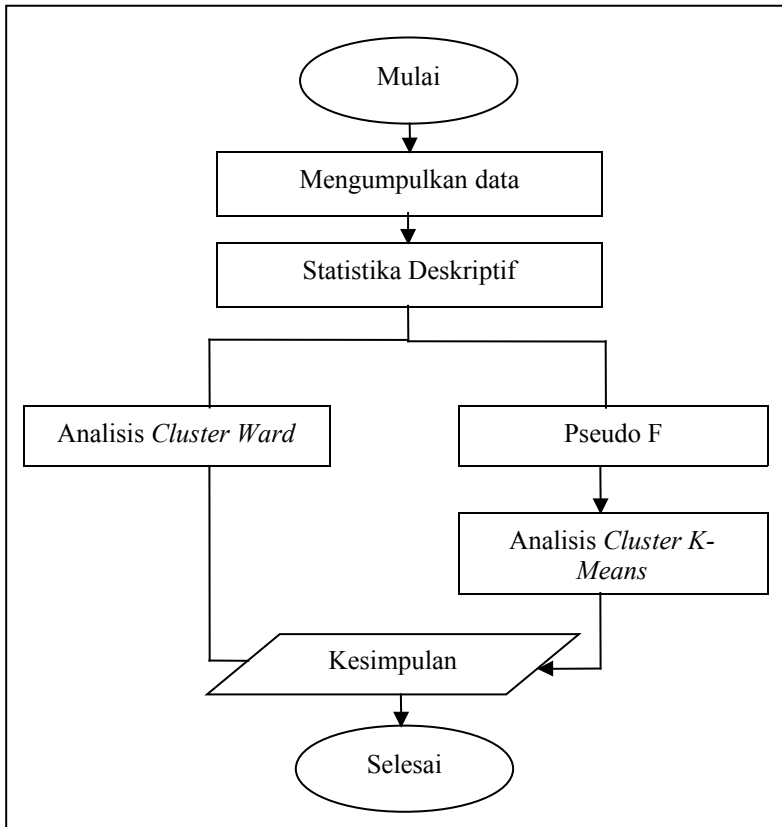 Mulai
Mengumpulkan data
Statistika Deskriptif
Analisis Cluster Ward
Pseudo F
Analisis Cluster K-
Means
Kesimpulan
Selesai